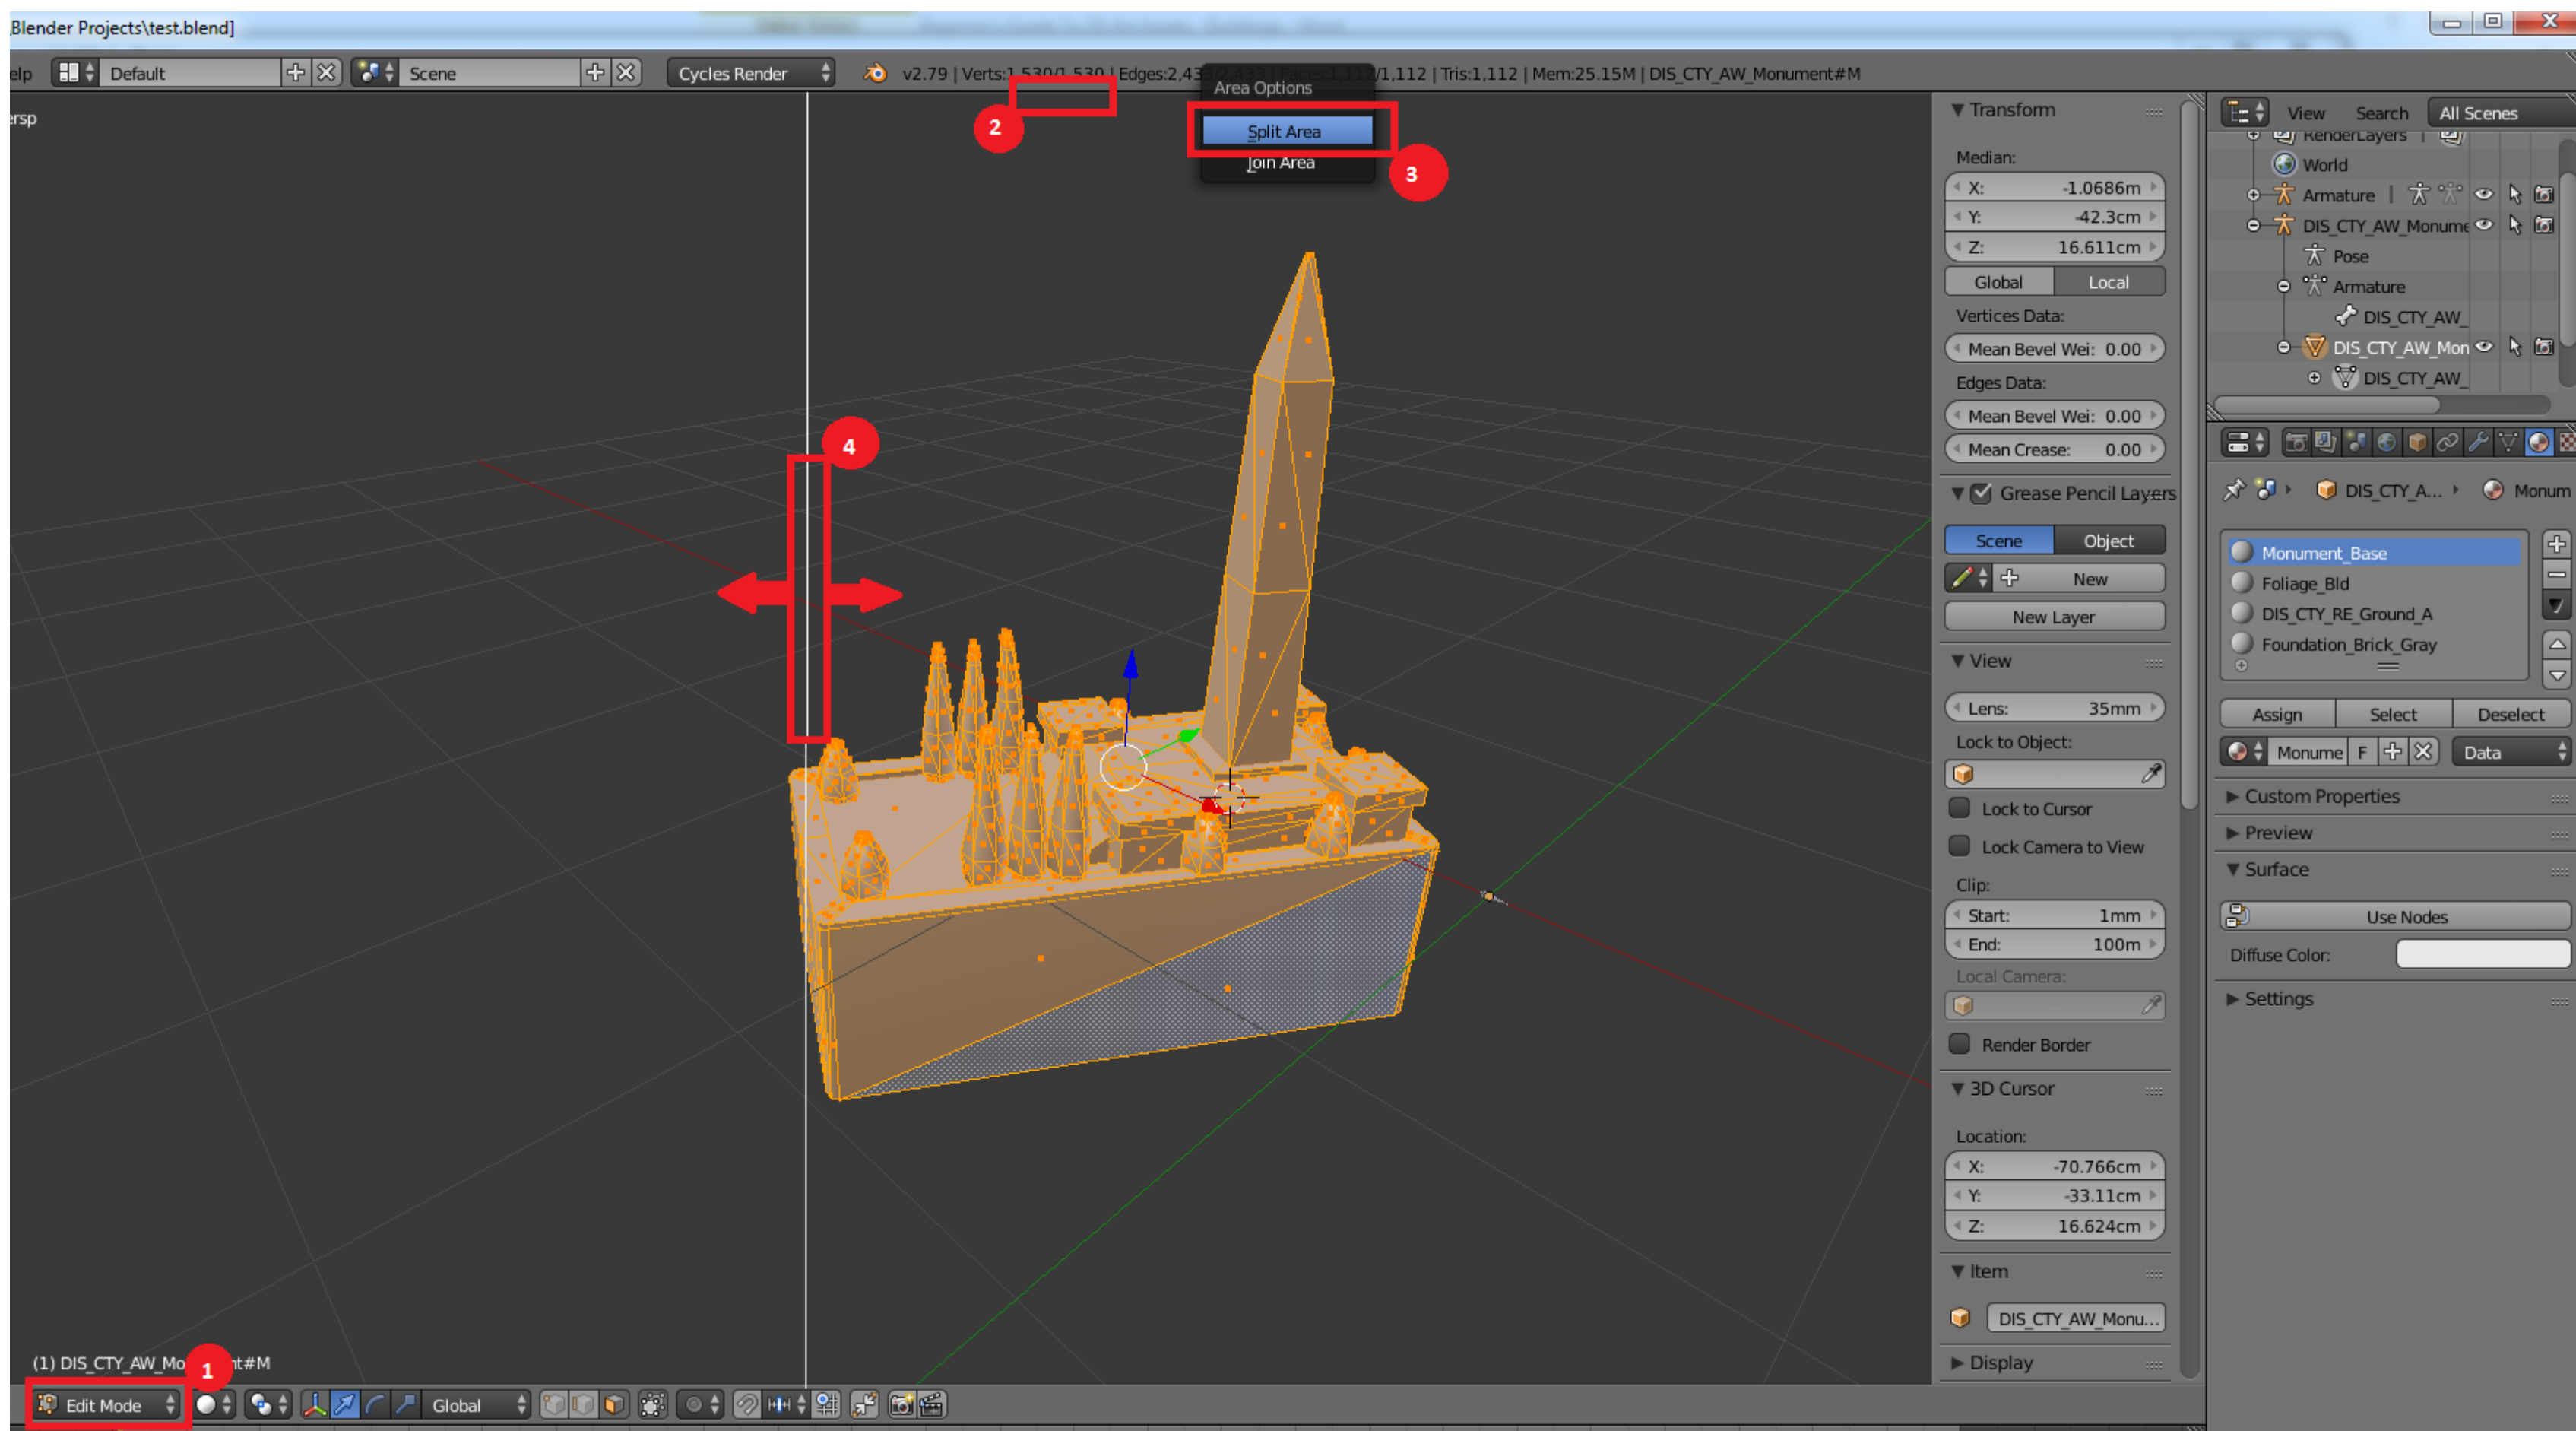 Blender Projects\test.blend]
elp Default Scene Cycles Render v2.79 | Verts:1,530/1,530 | Edges:2,433/2,433 | Faces:1,112/1,112 | Tris:1,112 | Mem:25.15M | DIS_CTY_AW_Monument#M
Area Options
Split Area
Join Area
2
3
4
1
ersp
(1) DIS_CTY_AW_Mo nt#M
Edit Mode Global
Transform
Median:
X: -1.0686m
Y: -42.3cm
Z: 16.611cm
Global Local
Vertices Data:
Mean Bevel Wei: 0.00
Edges Data:
Mean Bevel Wei: 0.00
Mean Crease: 0.00
Grease Pencil Layers
Scene Object
New
New Layer
View
Lens: 35mm
Lock to Object:
Lock to Cursor
Lock Camera to View
Clip:
Start: 1mm
End: 100m
Local Camera:
Render Border
3D Cursor
Location:
X: -70.766cm
Y: -33.11cm
Z: 16.624cm
Item
DIS_CTY_AW_Monu...
Display
View Search All Scenes
RenderLayers |
World
Armature |
DIS_CTY_AW_Monume
Pose
Armature
DIS_CTY_AW_
DIS_CTY_AW_Mon
DIS_CTY_AW_
DIS_CTY_A... Monum
Monument_Base
Foliage_Bld
DIS_CTY_RE_Ground_A
Foundation_Brick_Gray
Assign Select Deselect
Monume F Data
Custom Properties
Preview
Surface
Use Nodes
Diffuse Color:
Settings